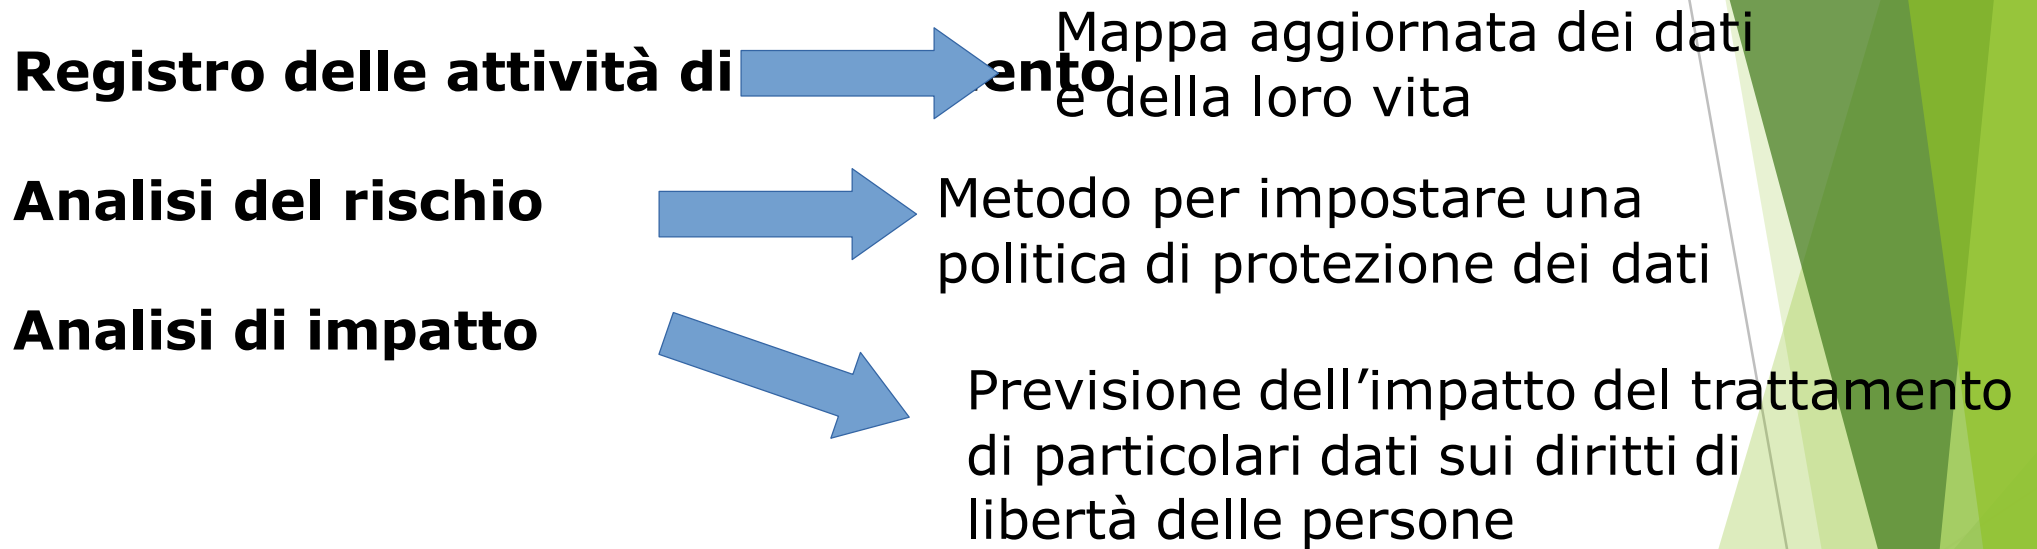 Registro delle attività di ento
Mappa aggiornata dei dati
e della loro vita
Analisi del rischio
Metodo per impostare una
politica di protezione dei dati
Analisi di impatto
Previsione dell’impatto del trattamento
di particolari dati sui diritti di
libertà delle persone